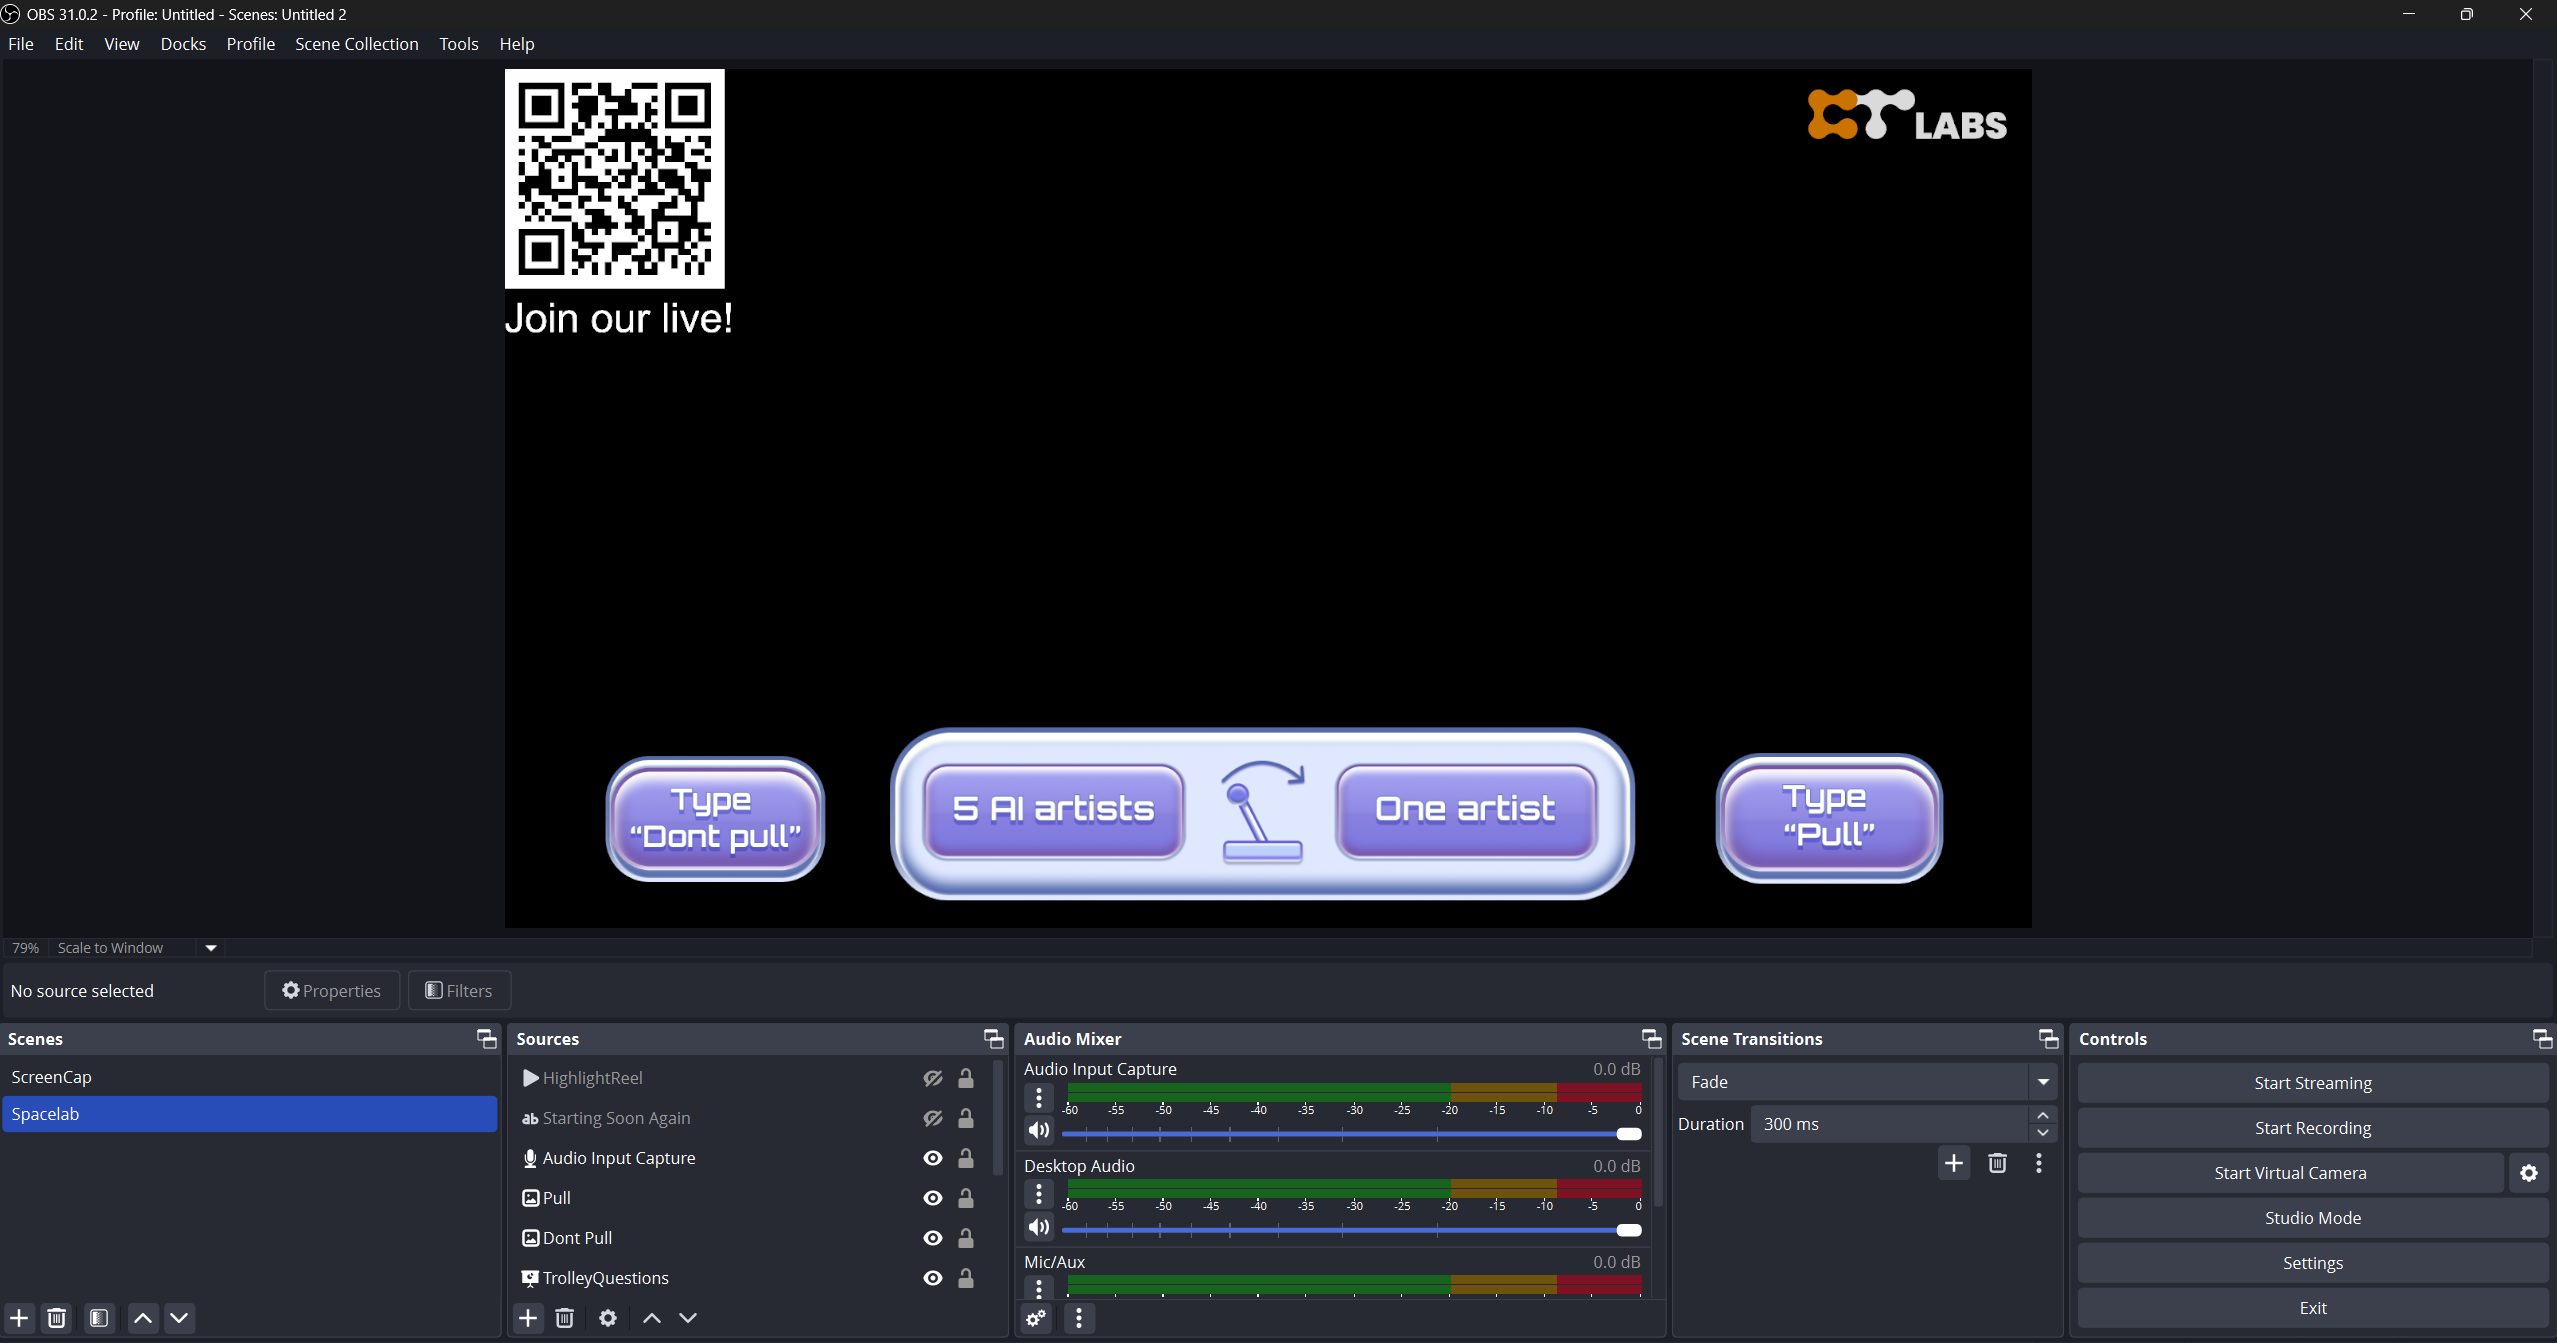 OBS 31.0.2 - Profile: Untitled - Scenes: Untitled 2
File Edit View Docks Profile Scene Collection Tools Help
LABS
Join our live!
Type
“Dont pull”
5 AI artists
One artist
Type
“Pull”
79% Scale to Window
No source selected
Properties
Filters
Scenes
ScreenCap
Spacelab
Sources
HighlightReel
ab Starting Soon Again
Audio Input Capture
Pull
Dont Pull
TrolleyQuestions
Audio Mixer
Audio Input Capture 0.0 dB
-60 -55 -50 -45 -40 -35 -30 -25 -20 -15 -10 -5 0
Desktop Audio 0.0 dB
-60 -55 -50 -45 -40 -35 -30 -25 -20 -15 -10 -5 0
Mic/Aux 0.0 dB
Scene Transitions
Fade
Duration 300 ms
Controls
Start Streaming
Start Recording
Start Virtual Camera
Studio Mode
Settings
Exit